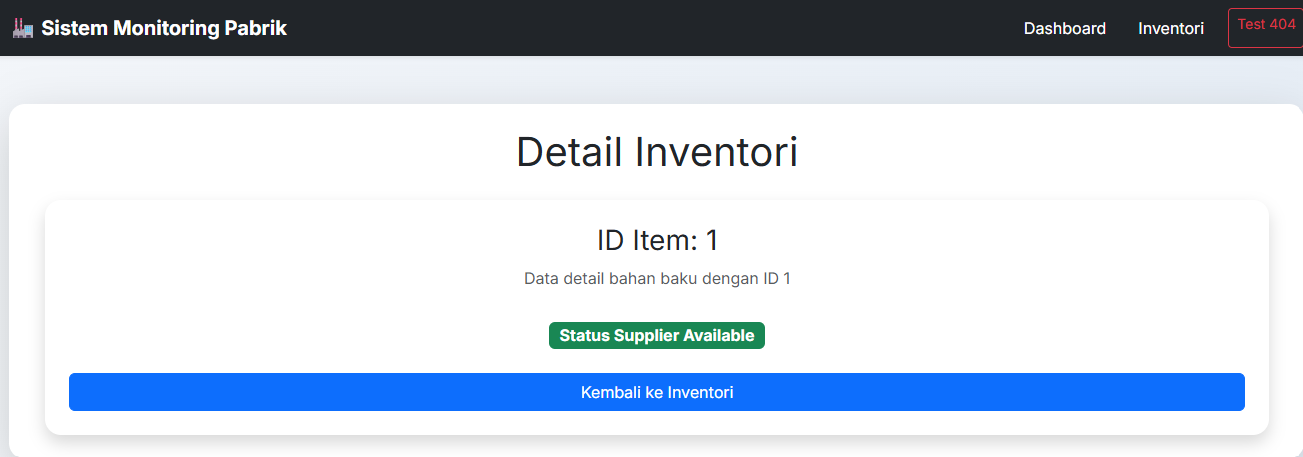 Sistem Monitoring Pabrik
Dashboard
Inventori
Test 404
Detail Inventori
ID Item: 1
Data detail bahan baku dengan ID 1
Status Supplier Available
Kembali ke Inventori